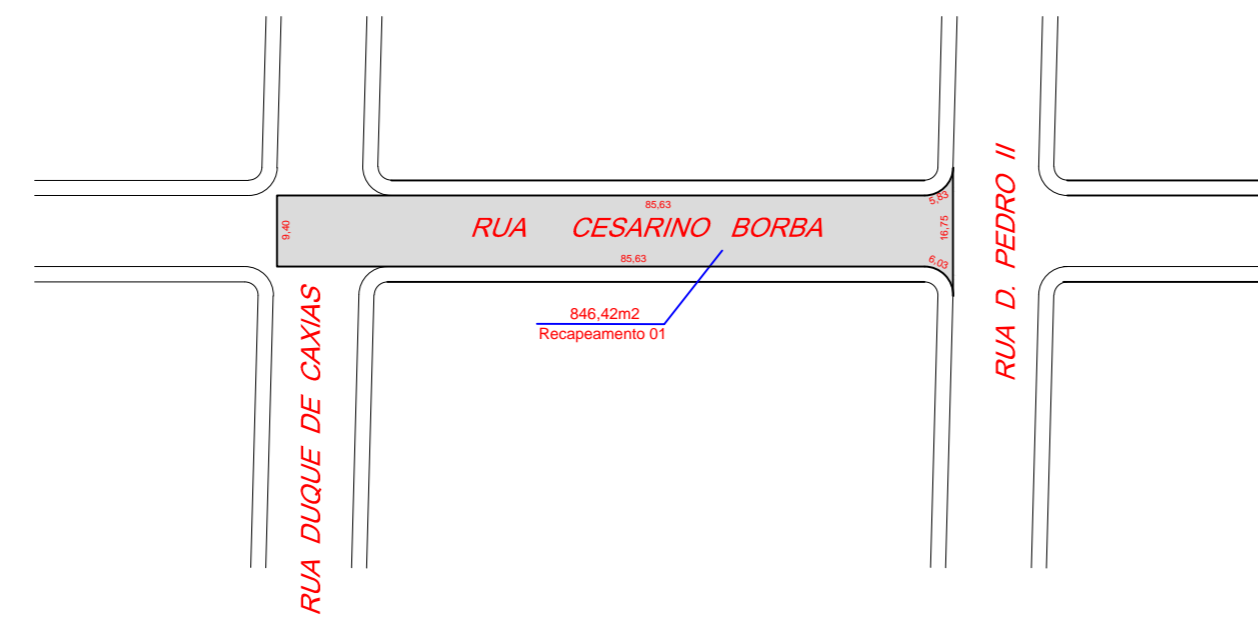 RUA D. PEDRO II
85,63
5,83
RUA CESARINO BORBA
9,40
16,75
85,63
6,03
846,42m2
Recapeamento 01
RUA DUQUE DE CAXIAS